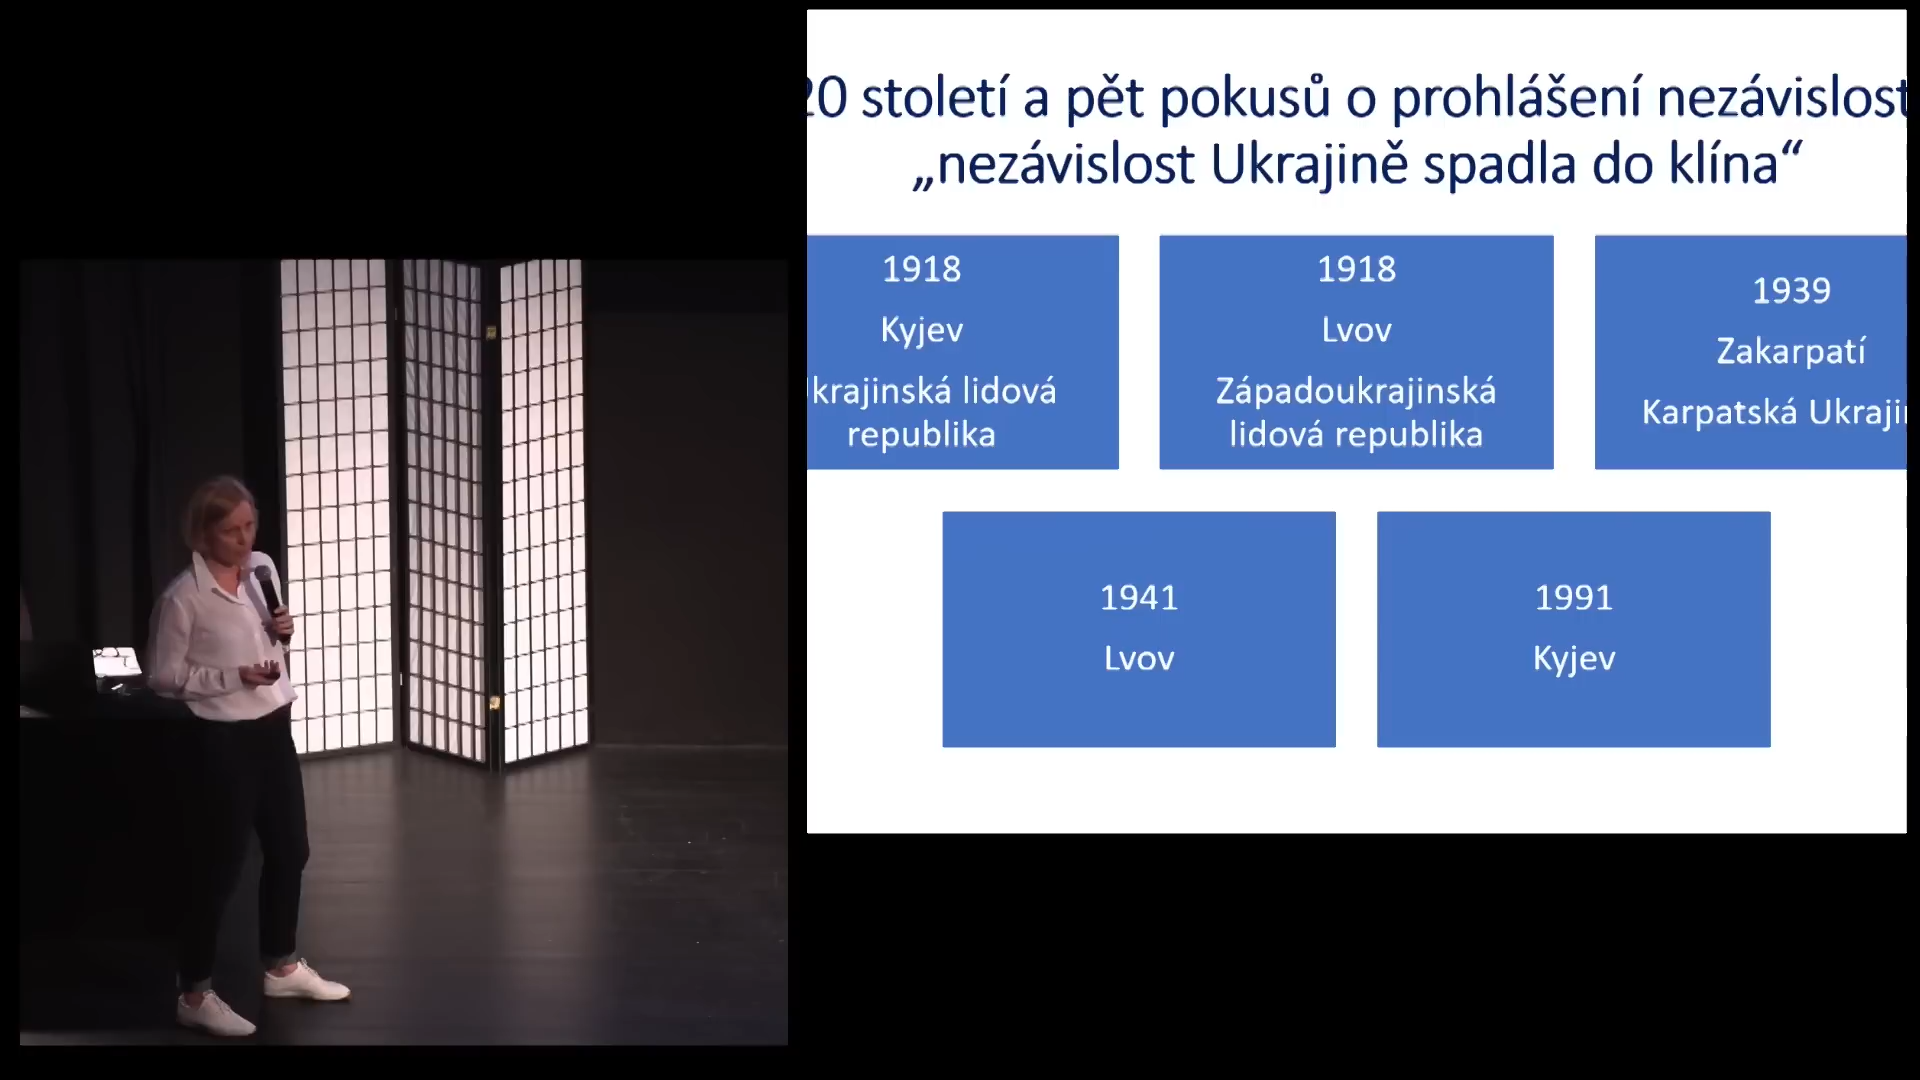 20 století a pět pokusů o prohlášení nezávislost
„nezávislost Ukrajině spadla do klína“
1918
Kyjev
krajinská lidová
republika
1918
Lvov
Západoukrajinská
lidová republika
1939
Zakarpatí
Karpatská Ukraji
1941
Lvov
1991
Kyjev